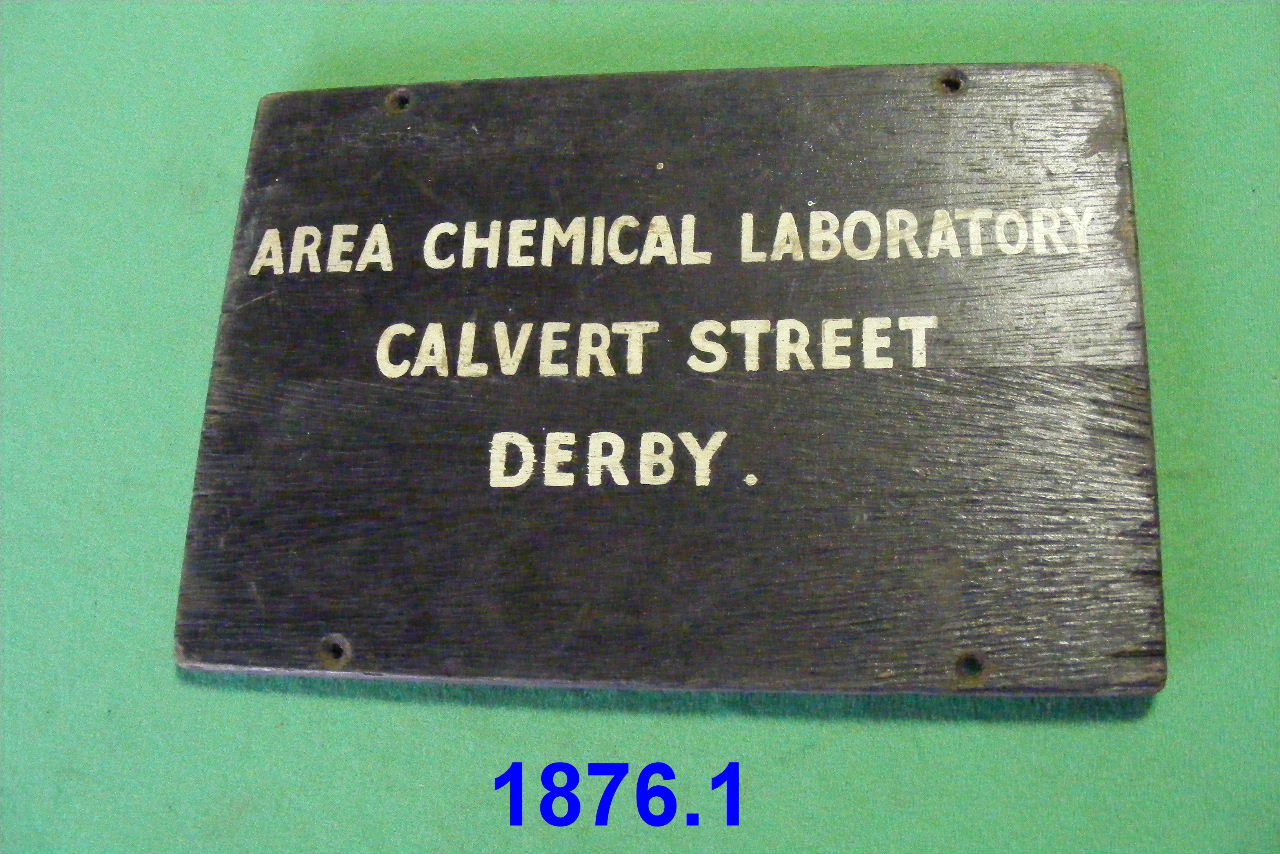 AREA CHEMICAL LABORATORY
CALVERT STREET
DERBY.
1876.1